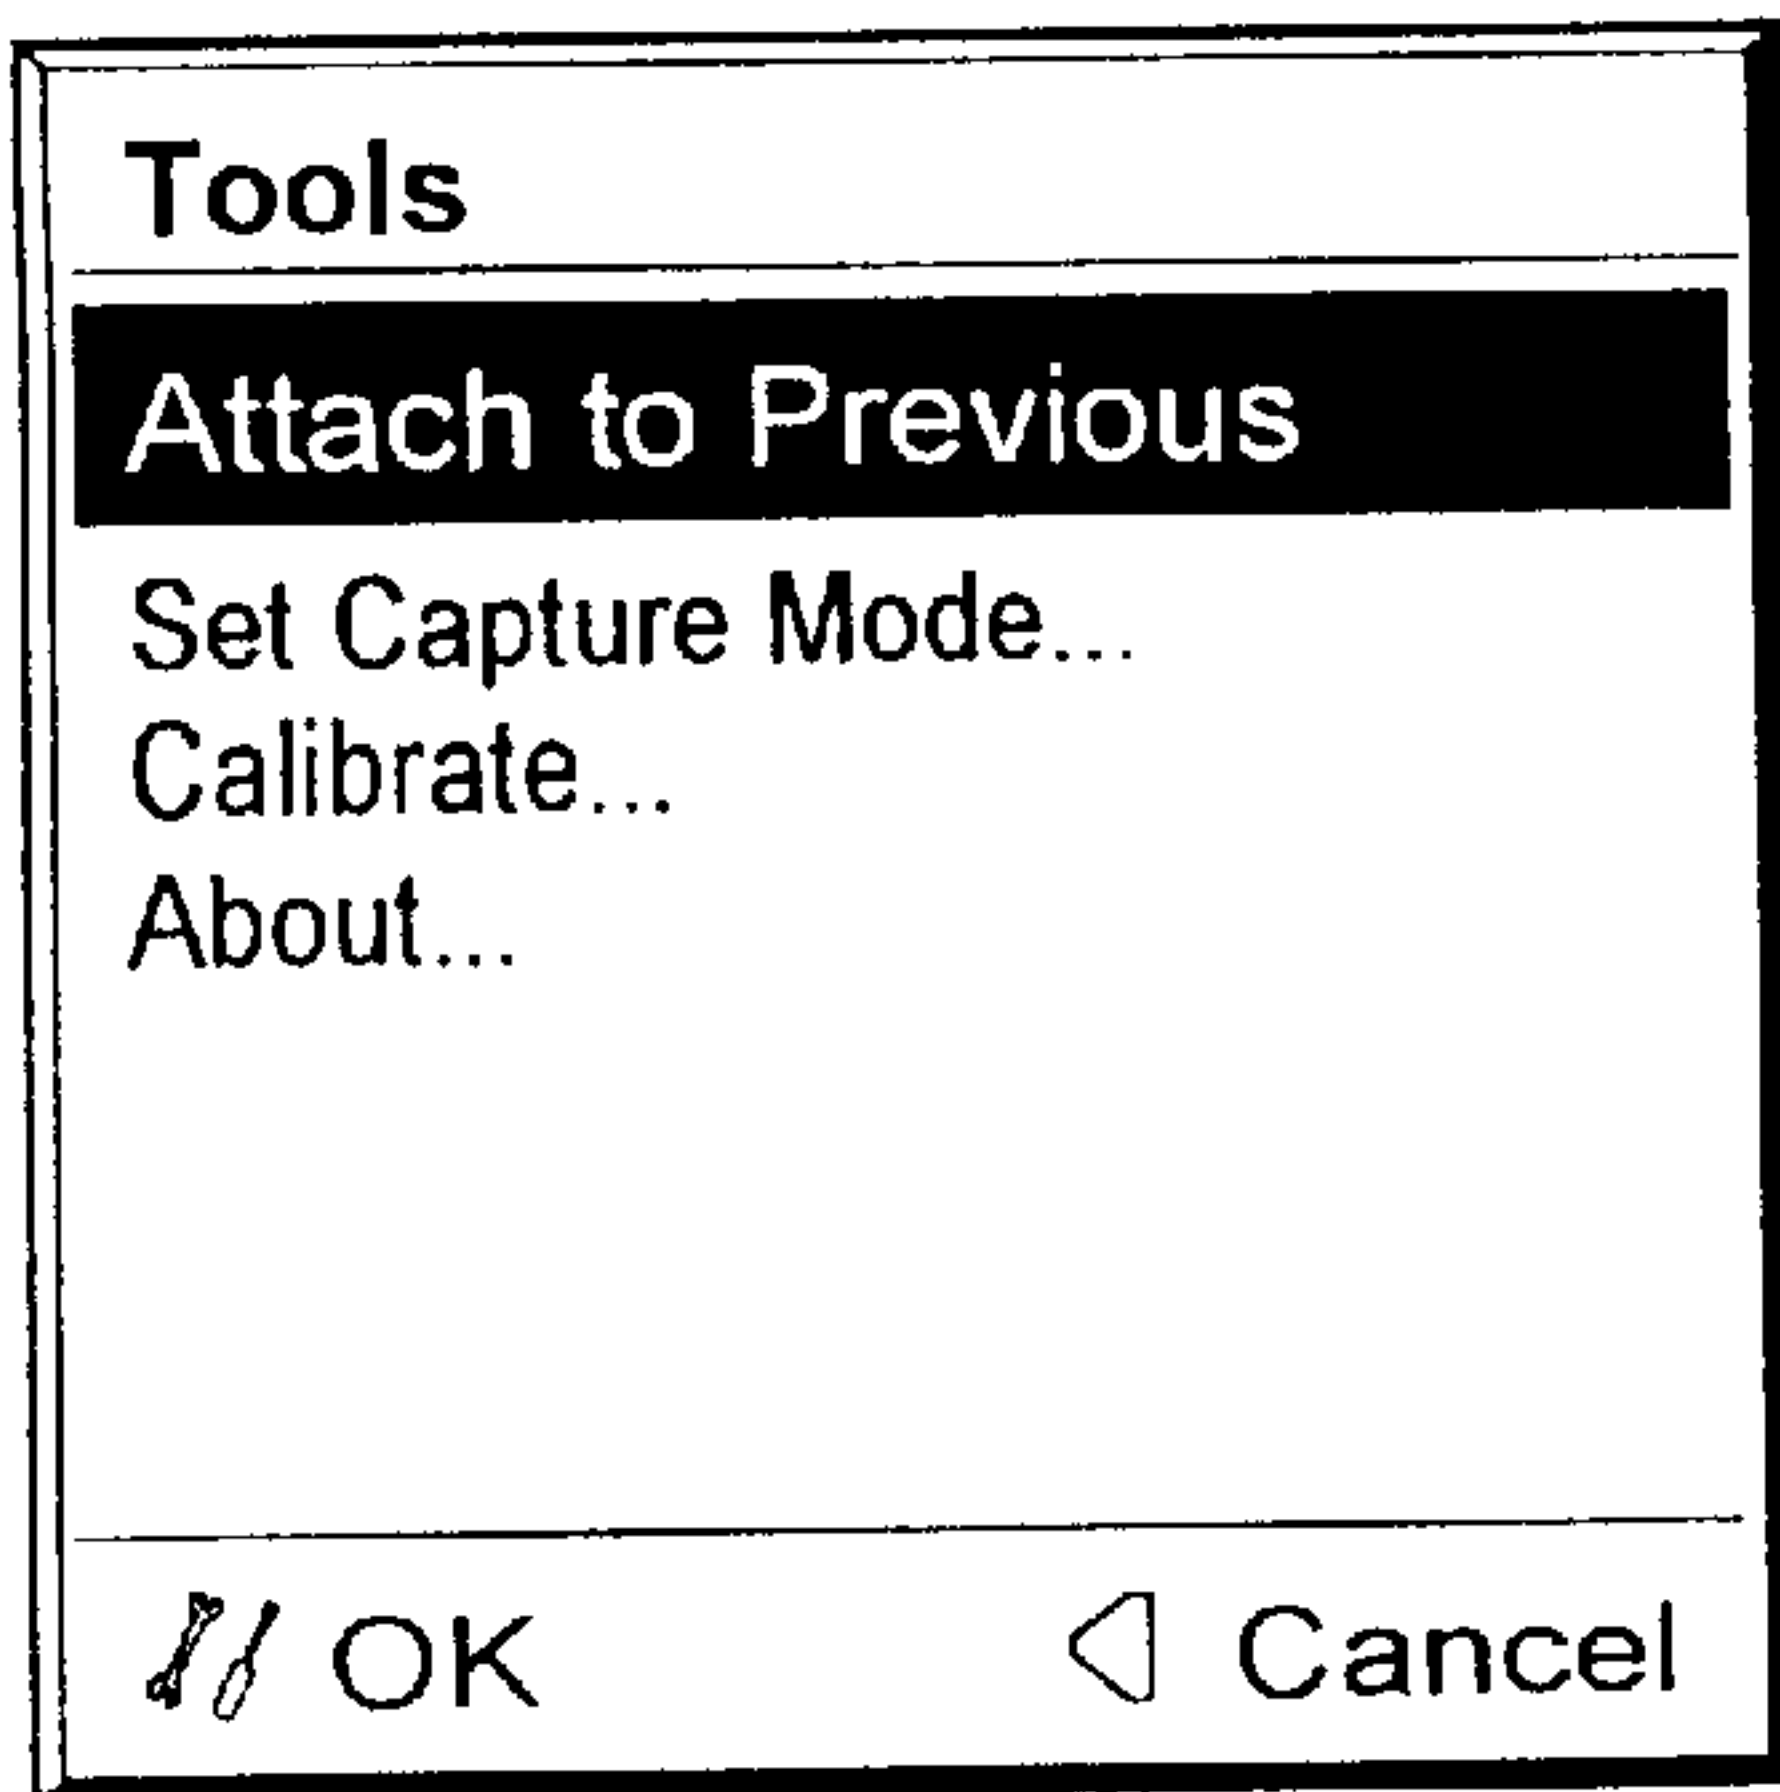 Tools
Attach to Previous
Set Capture Mode...
Calibrate...
About...
OK Cancel